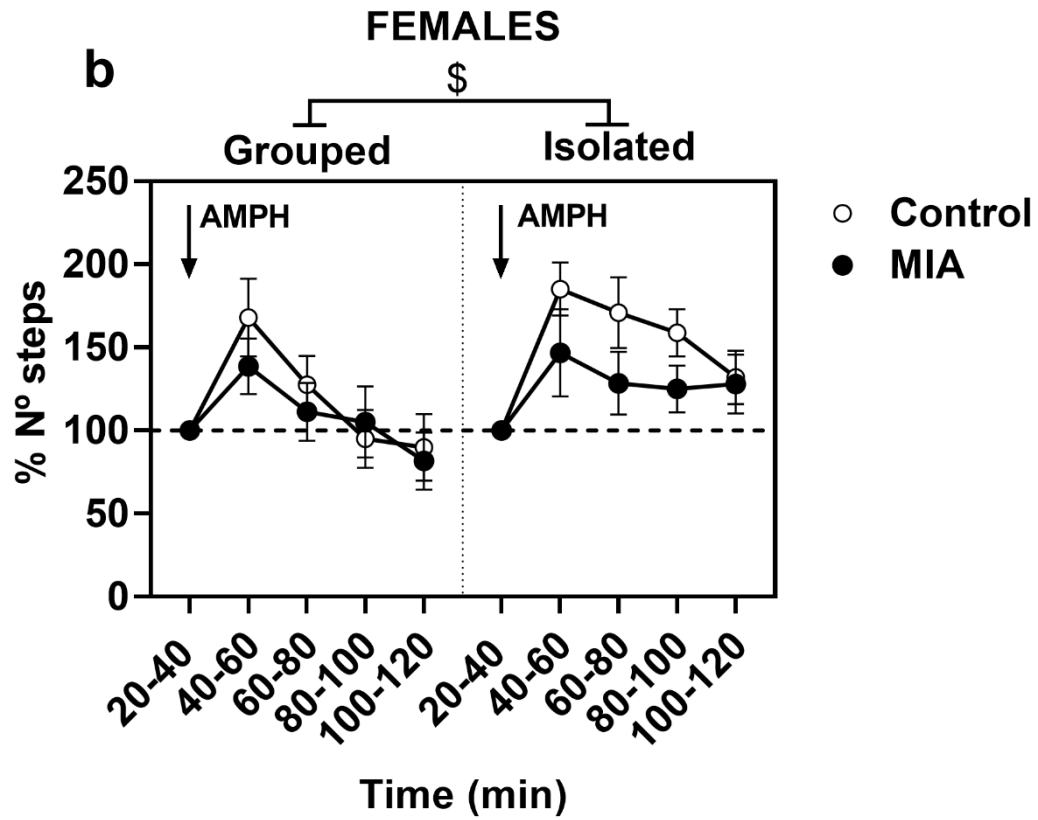 FEMALES
b
$
Grouped
Isolated
250
200
150
100
50
0
% Nº steps
AMPH
AMPH
Control
MIA
20-40
40-60
60-80
80-100
100-120
20-40
40-60
60-80
80-100
100-120
Time (min)